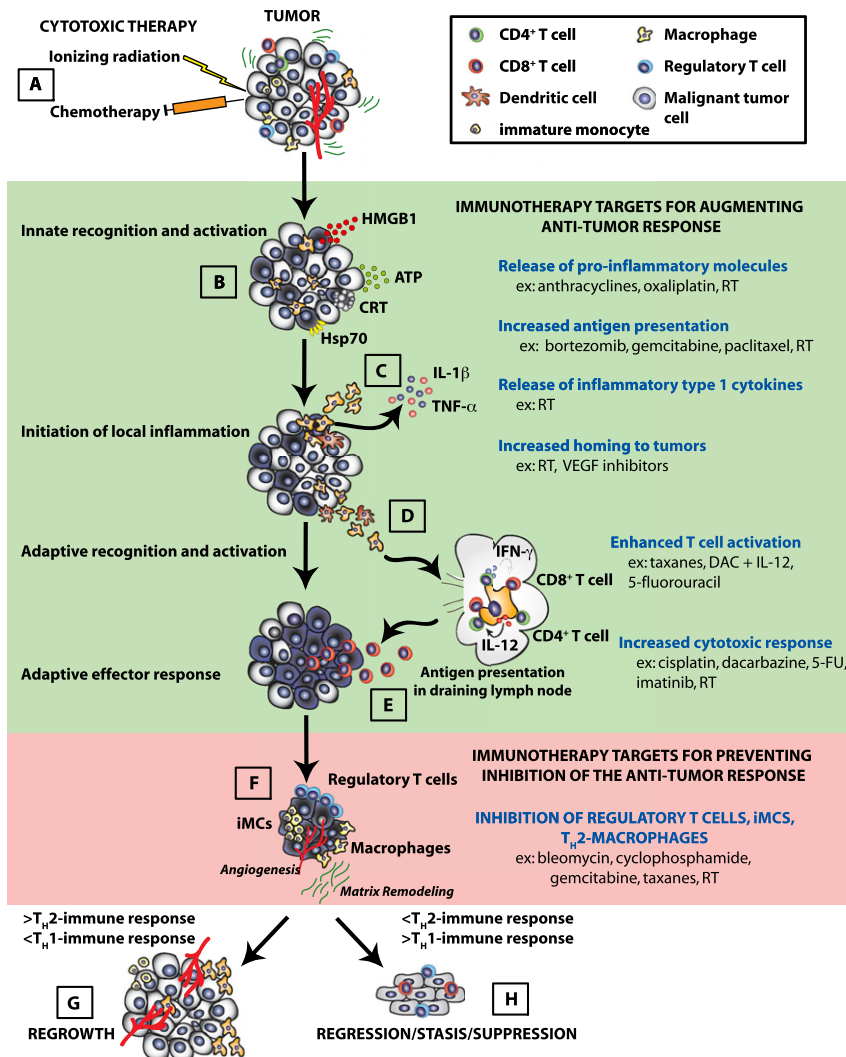 TUMOR
CYTOTOXIC THERAPY
Ionizing radiation
A
Chemotherapy
CD4+ T cell
CD8+ T cell
Dendritic cell
immature monocyte
Macrophage
Regulatory T cell
Malignant tumor
cell
Innate recognition and activation
B
HMGB1
ATP
CRT
Hsp70
IMMUNOTHERAPY TARGETS FOR AUGMENTING
ANTI-TUMOR RESPONSE
Release of pro-inflammatory molecules
ex: anthracyclines, oxaliplatin, RT
Increased antigen presentation
ex: bortezomib, gemcitabine, paclitaxel, RT
Release of inflammatory type 1 cytokines
ex: RT
Increased homing to tumors
ex: RT, VEGF inhibitors
C
IL-1β
TNF-α
Initiation of local inflammation
D
Adaptive recognition and activation
IFN-γ
CD8+ T cell
CD4+ T cell
IL-12
Antigen presentation
in draining lymph node
Enhanced T cell activation
ex: taxanes, DAC + IL-12,
5-fluorouracil
Increased cytotoxic response
ex: cisplatin, dacarbazine, 5-FU,
imatinib, RT
Adaptive effector response
E
F
Regulatory T cells
iMCs
Macrophages
Angiogenesis
Matrix Remodeling
IMMUNOTHERAPY TARGETS FOR PREVENTING
INHIBITION OF THE ANTI-TUMOR RESPONSE
INHIBITION OF REGULATORY T CELLS, iMCS,
TH2-MACROPHAGES
ex: bleomycin, cyclophosphamide,
gemcitabine, taxanes, RT
>TH2-immune response
<TH1-immune response
<TH2-immune response
>TH1-immune response
G
REGROWTH
H
REGRESSION/STASIS/SUPPRESSION